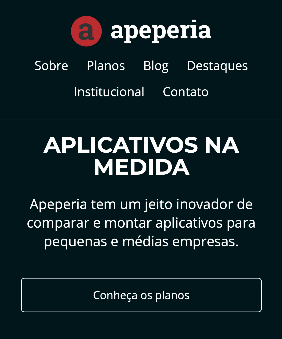 a apeperia
Sobre Planos Blog Destaques
Institucional Contato
APLICATIVOS NA
MEDIDA
Apeperia tem um jeito inovador de
comparar e montar aplicativos para
pequenas e médias empresas.
Conheça os planos